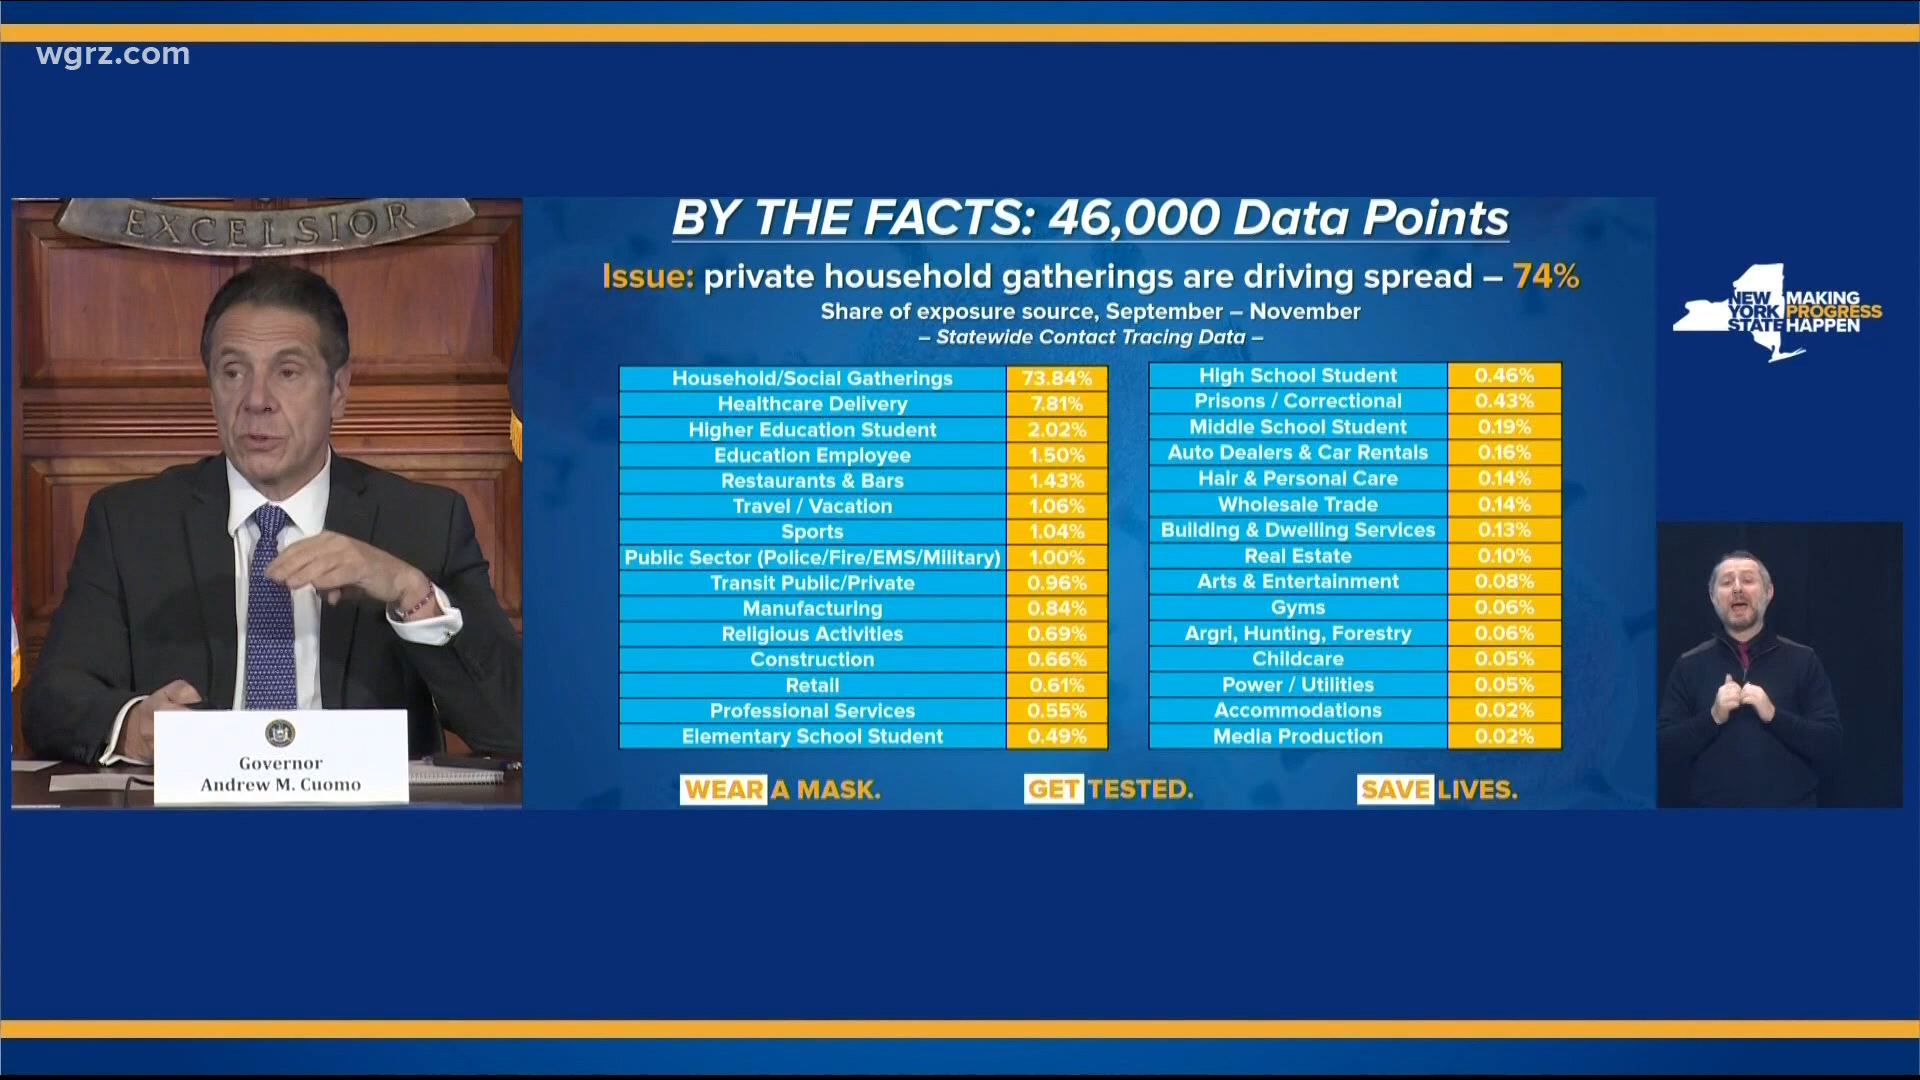 wgrz.com
EXCELSIOR
Governor
Andrew M. Cuomo
BY THE FACTS: 46,000 Data Points
Issue: private household gatherings are driving spread – 74%
Share of exposure source, September – November
– Statewide Contact Tracing Data –
Household/Social Gatherings 73.84%
Healthcare Delivery 7.81%
Higher Education Student 2.02%
Education Employee 1.50%
Restaurants & Bars 1.43%
Travel / Vacation 1.06%
Sports 1.04%
Public Sector (Police/Fire/EMS/Military) 1.00%
Transit Public/Private 0.96%
Manufacturing 0.84%
Religious Activities 0.69%
Construction 0.66%
Retail 0.61%
Professional Services 0.55%
Elementary School Student 0.49%
High School Student 0.46%
Prisons / Correctional 0.43%
Middle School Student 0.19%
Auto Dealers & Car Rentals 0.16%
Hair & Personal Care 0.14%
Wholesale Trade 0.14%
Building & Dwelling Services 0.13%
Real Estate 0.10%
Arts & Entertainment 0.08%
Gyms 0.06%
Argri, Hunting, Forestry 0.06%
Childcare 0.05%
Power / Utilities 0.05%
Accommodations 0.02%
Media Production 0.02%
WEAR A MASK. GET TESTED. SAVE LIVES.
NEW YORK STATE
MAKING
PROGRESS
HAPPEN